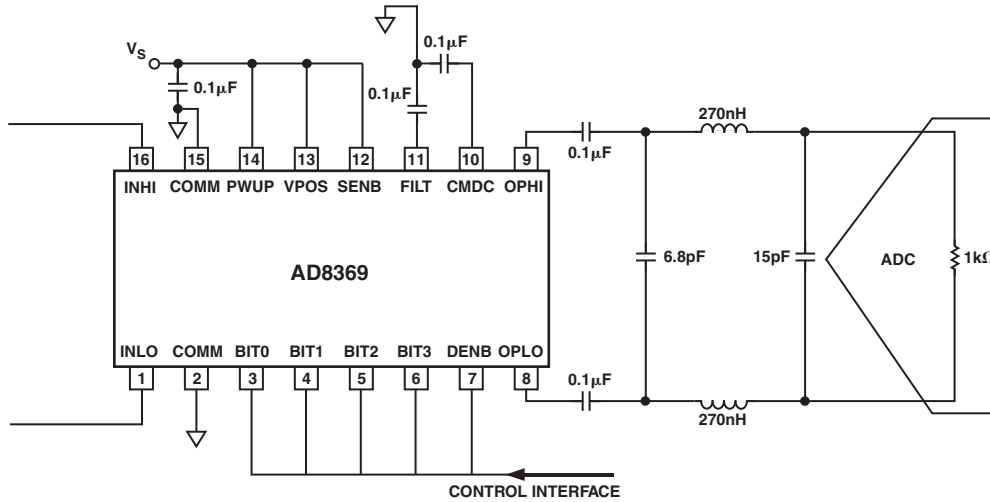 V_S
0.1µF
0.1µF
0.1µF
16 15 14 13 12 11 10 9
INHI COMM PWUP VPOS SENB FILT CMDC OPHI
AD8369
INLO COMM BIT0 BIT1 BIT2 BIT3 DENB OPLO
1 2 3 4 5 6 7 8
0.1µF
270nH
6.8pF
15pF
ADC
1kΩ
0.1µF
270nH
CONTROL INTERFACE